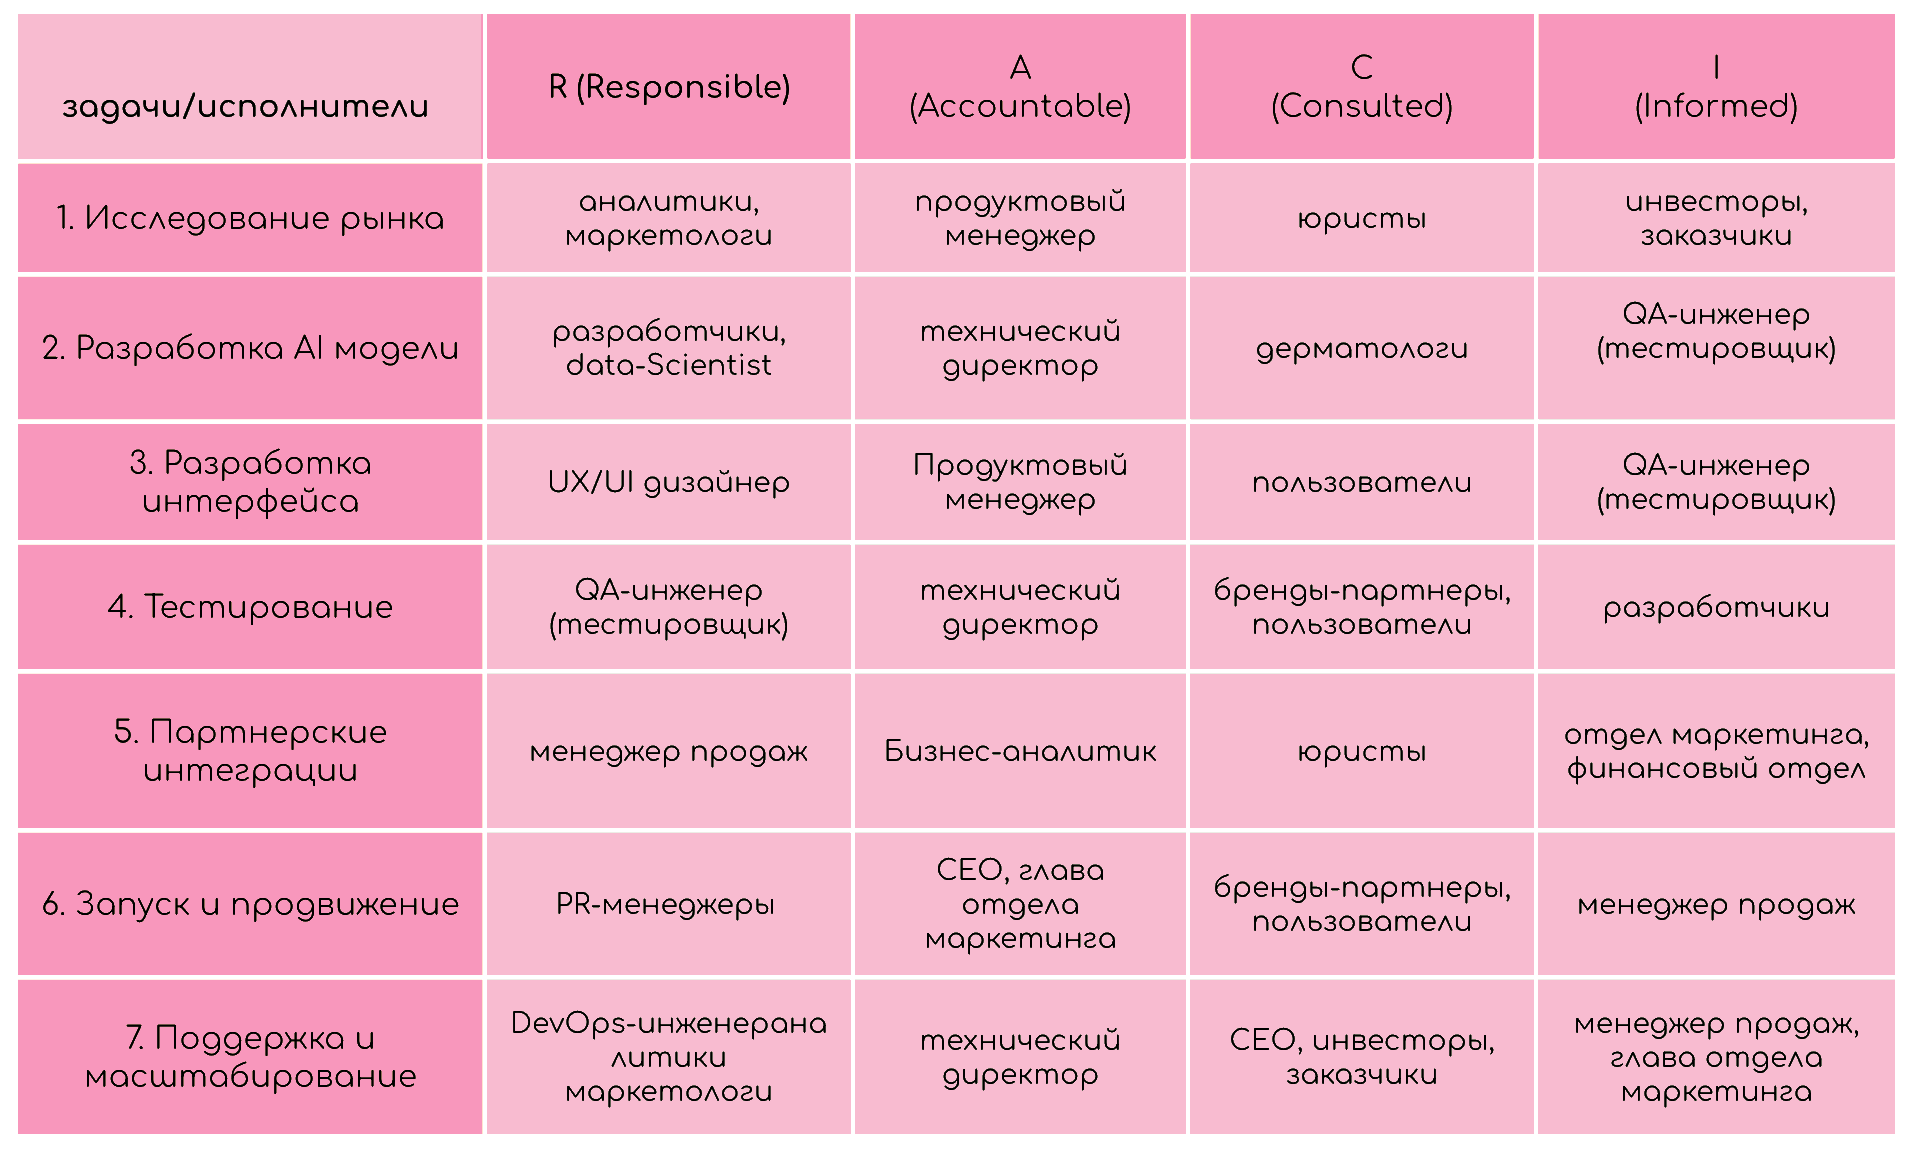 задачи/исполнители
R (Responsible)
A
(Accountable)
C
(Consulted)
I
(Informed)
1. Исследование рынка
аналитики,
маркетологи
продуктовый
менеджер
юристы
инвесторы,
заказчики
2. Разработка AI модели
разработчики,
data-Scientist
технический
директор
дерматологи
QA-инженер
(тестировщик)
3. Разработка
интерфейса
UX/UI дизайнер
Продуктовый
менеджер
пользователи
QA-инженер
(тестировщик)
4. Тестирование
QA-инженер
(тестировщик)
технический
директор
бренды-партнеры,
пользователи
разработчики
5. Партнерские
интеграции
менеджер продаж
Бизнес-аналитик
юристы
отдел маркетинга,
финансовый отдел
6. Запуск и продвижение
PR-менеджеры
CEO, глава
отдела
маркетинга
бренды-партнеры,
пользователи
менеджер продаж
7. Поддержка и
масштабирование
DevOps-инженерана
литики
маркетологи
технический
директор
CEO, инвесторы,
заказчики
менеджер продаж,
глава отдела
маркетинга